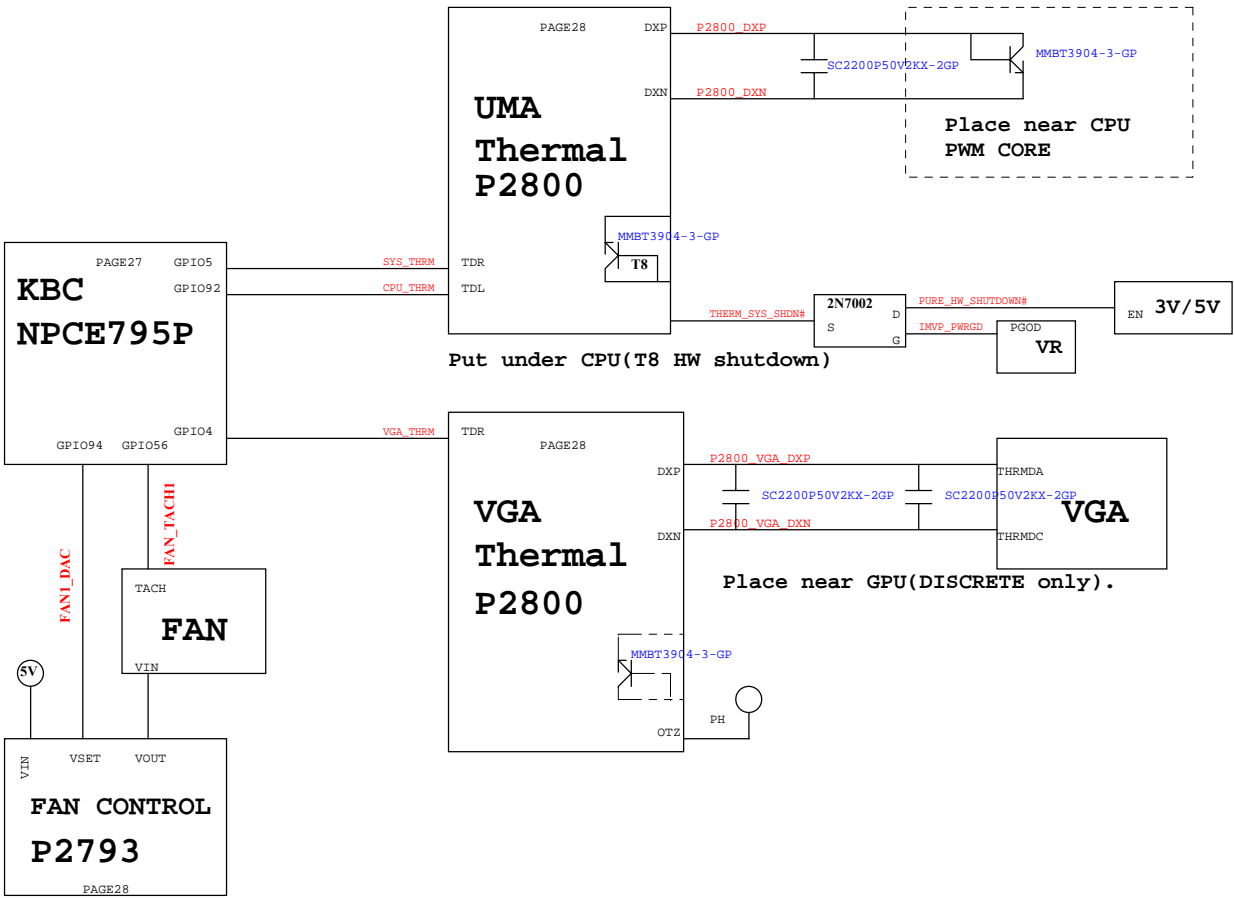 PAGE28
DXP
P2800_DXP
MMBT3904-3-GP
SC2200P50V2KX-2GP
DXN
P2800_DXN
UMA
Thermal
P2800
Place near CPU
PWM CORE
MMBT3904-3-GP
T8
PAGE27
GPIO5
SYS_THRM
TDR
KBC
GPIO92
CPU_THRM
TDL
NPCE795P
THERM_SYS_SHDN#
2N7002
S
D
G
PURE_HW_SHUTDOWN#
IMVP_PWRGD
EN
3V/5V
PGOD
VR
Put under CPU(T8 HW shutdown)
GPIO94
GPIO56
GPIO4
VGA_THRM
TDR
PAGE28
DXP
P2800_VGA_DXP
THRMDA
SC2200P50V2KX-2GP
SC2200P50V2KX-2GP
VGA
DXN
P2800_VGA_DXN
THRMDC
VGA
Thermal
P2800
Place near GPU(DISCRETE only).
MMBT3904-3-GP
OTZ
PH
FAN1_DAC
FAN_TACH1
TACH
FAN
VIN
5V
VIN
VSET
VOUT
FAN CONTROL
P2793
PAGE28